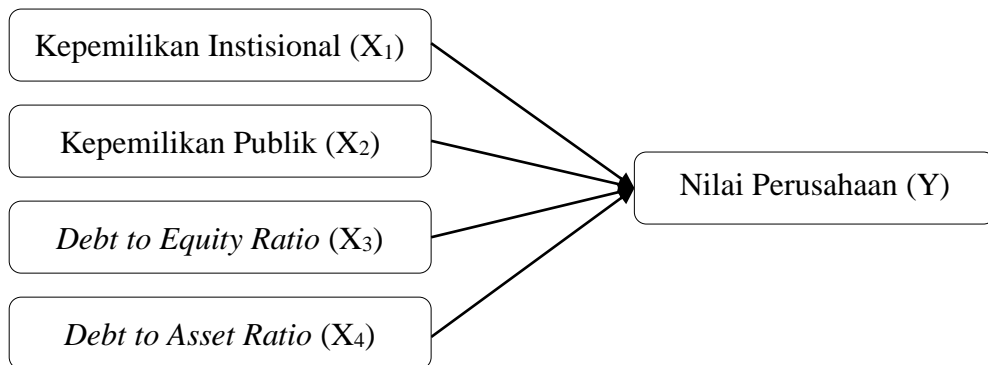 Kepemilikan Instisional (X₁)
Kepemilikan Publik (X₂)
Nilai Perusahaan (Y)
Debt to Equity Ratio (X₃)
Debt to Asset Ratio (X₄)